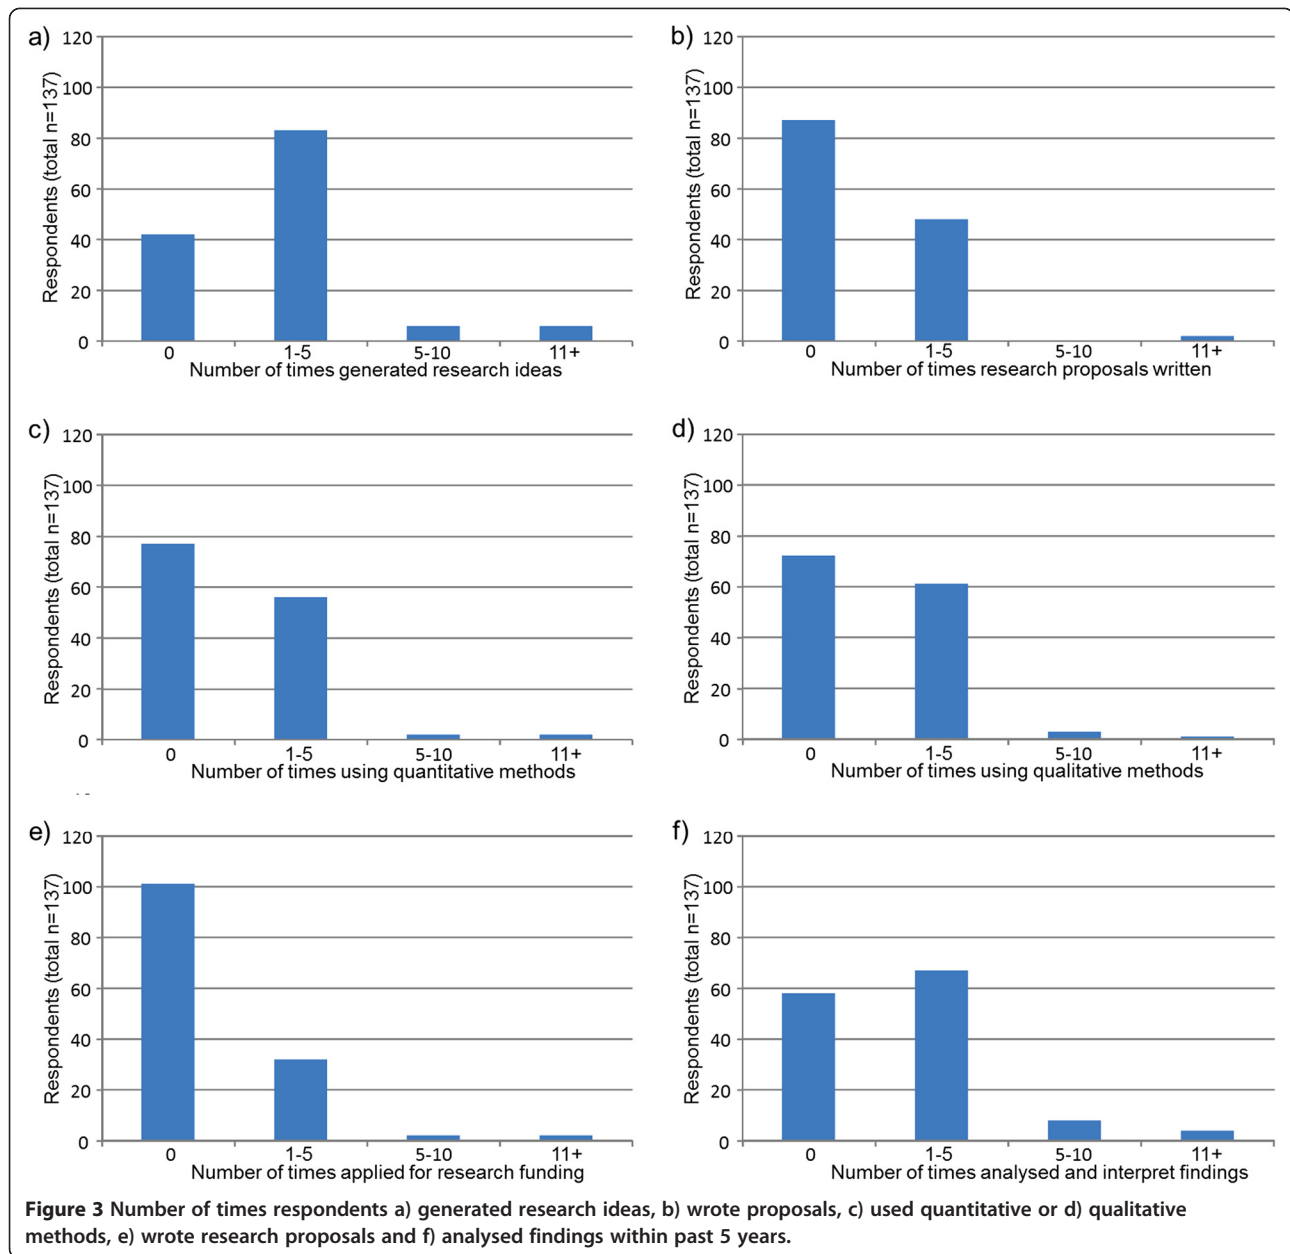 a)
120
100
80
60
40
20
0
Respondents (total n=137)
0 1-5 5-10 11+
Number of times generated research ideas
b)
120
100
80
60
40
20
0
Respondents (total n=137)
0 1-5 5-10 11+
Number of times research proposals written
c)
120
100
80
60
40
20
0
Respondents (total n=137)
0 1-5 5-10 11+
Number of times using quantitative methods
d)
120
100
80
60
40
20
0
Respondents (total n=137)
0 1-5 5-10 11+
Number of times using qualitative methods
e)
120
100
80
60
40
20
0
Respondents (total n=137)
0 1-5 5-10 11+
Number of times applied for research funding
f)
120
100
80
60
40
20
0
Respondents (total n=137)
0 1-5 5-10 11+
Number of times analysed and interpret findings
Figure 3 Number of times respondents a) generated research ideas, b) wrote proposals, c) used quantitative or d) qualitative
methods, e) wrote research proposals and f) analysed findings within past 5 years.